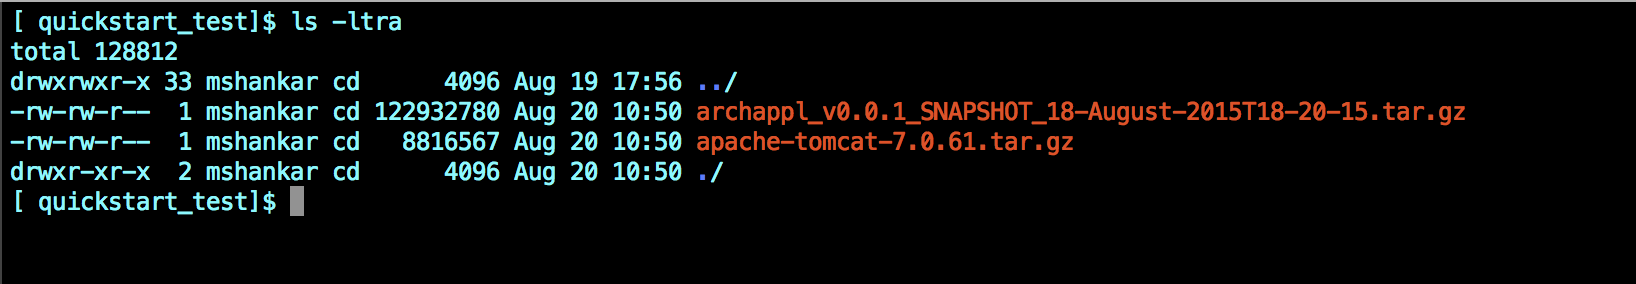 [ quickstart_test]$ ls -ltra
total 128812
drwxrwxr-x 33 mshankar cd      4096 Aug 19 17:56 ../
-rw-rw-r--  1 mshankar cd 122932780 Aug 20 10:50 archappl_v0.0.1_SNAPSHOT_18-August-2015T18-20-15.tar.gz
-rw-rw-r--  1 mshankar cd   8816567 Aug 20 10:50 apache-tomcat-7.0.61.tar.gz
drwxr-xr-x  2 mshankar cd      4096 Aug 20 10:50 ./
[ quickstart_test]$